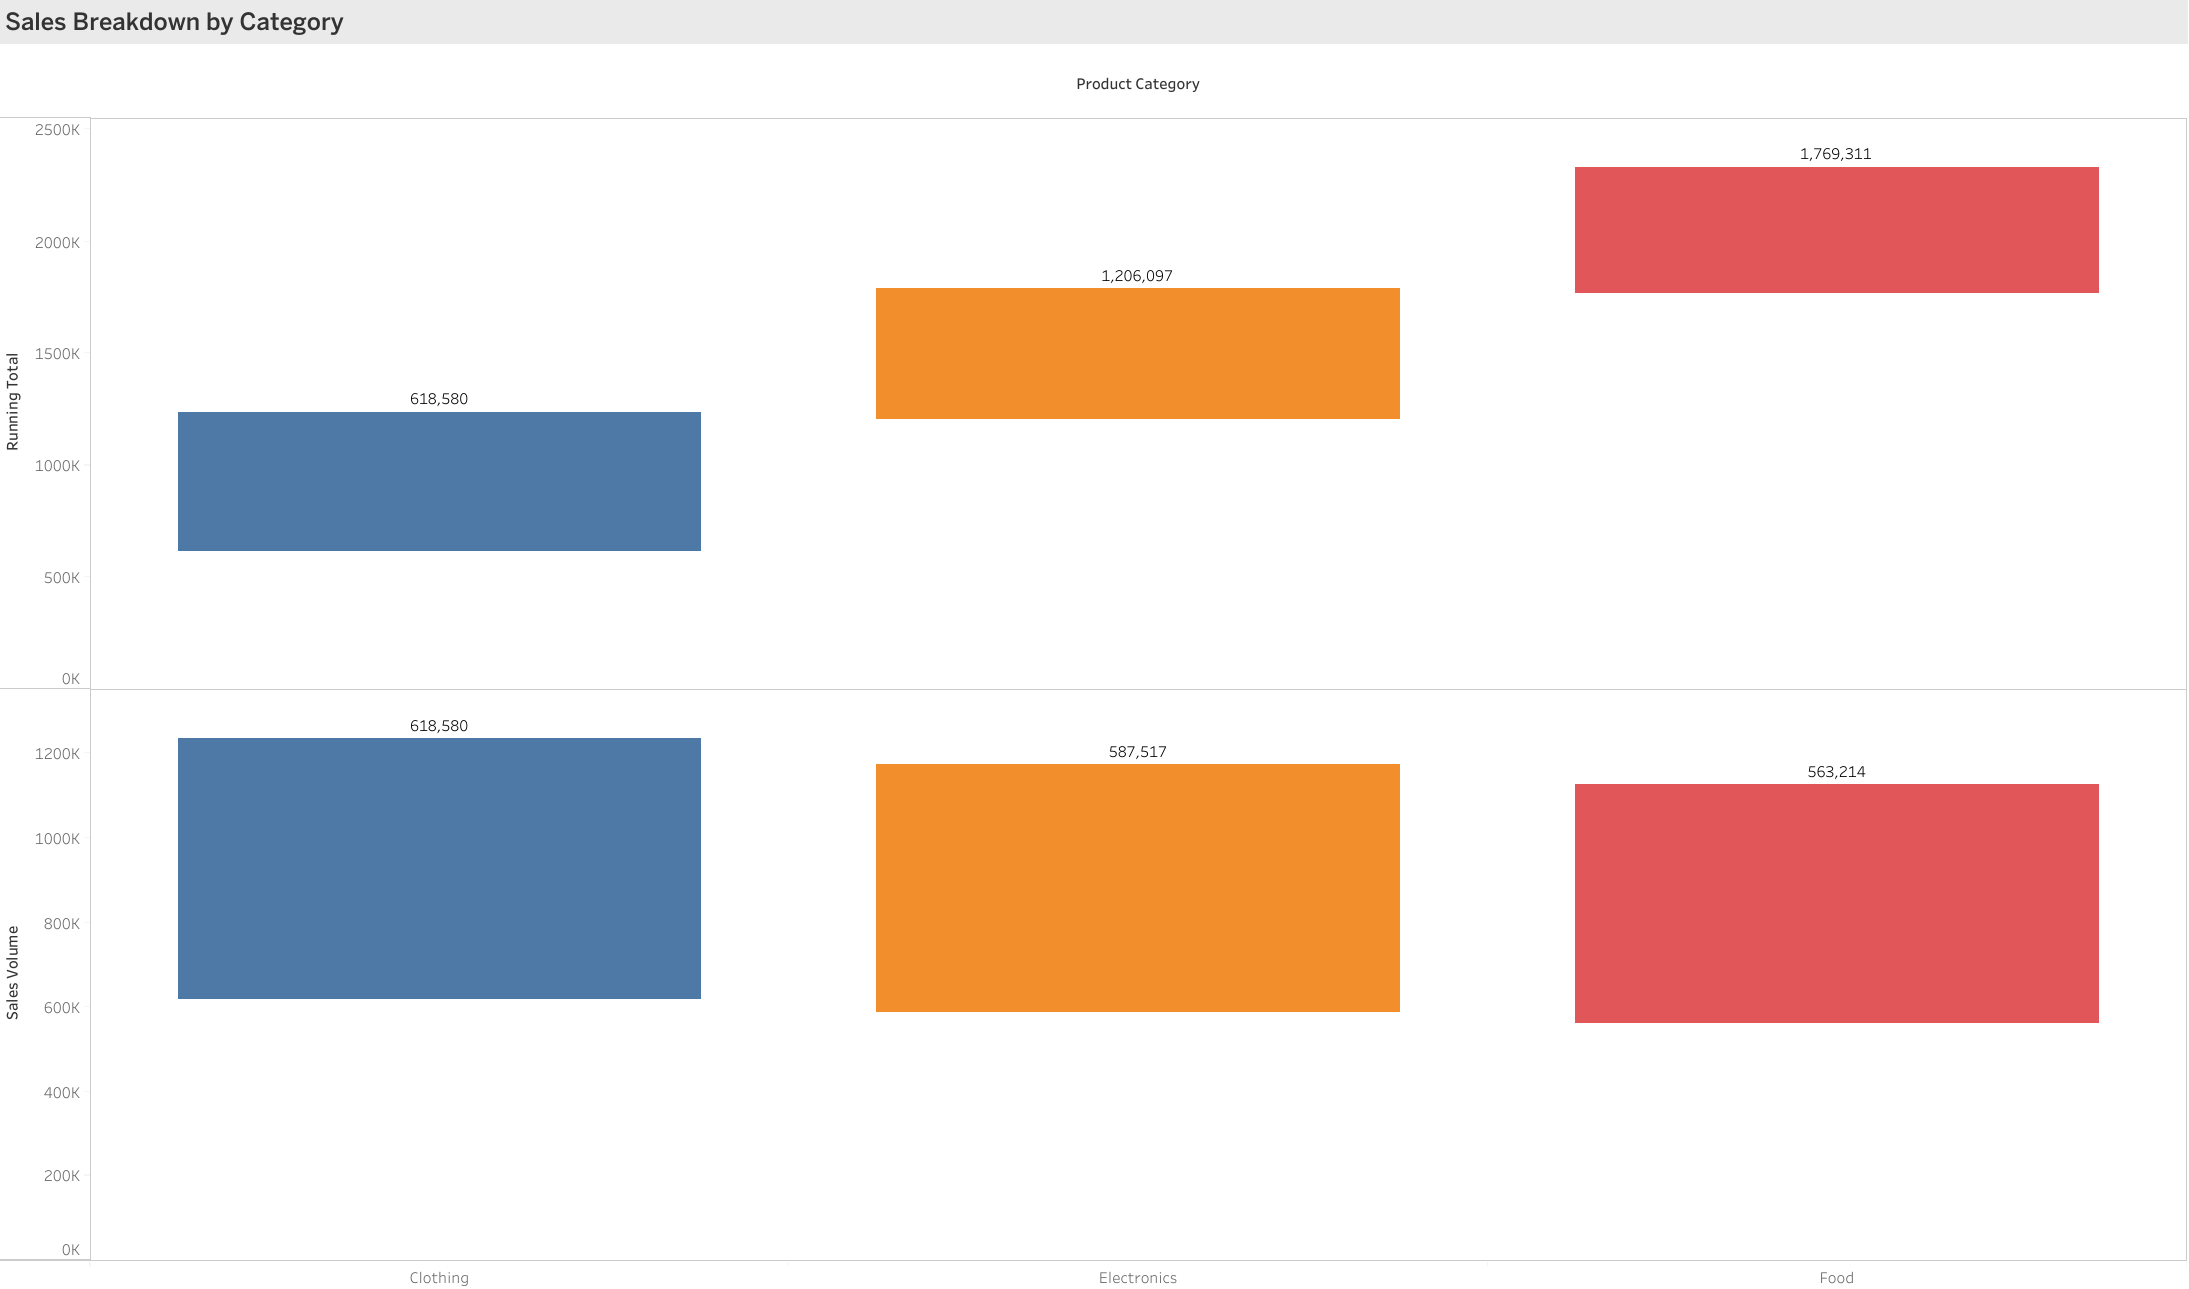 Sales Breakdown by Category
Product Category
Running Total
2500K
2000K
1500K
1000K
500K
0K
618,580
1,206,097
1,769,311
Sales Volume
1200K
1000K
800K
600K
400K
200K
0K
618,580
587,517
563,214
Clothing
Electronics
Food